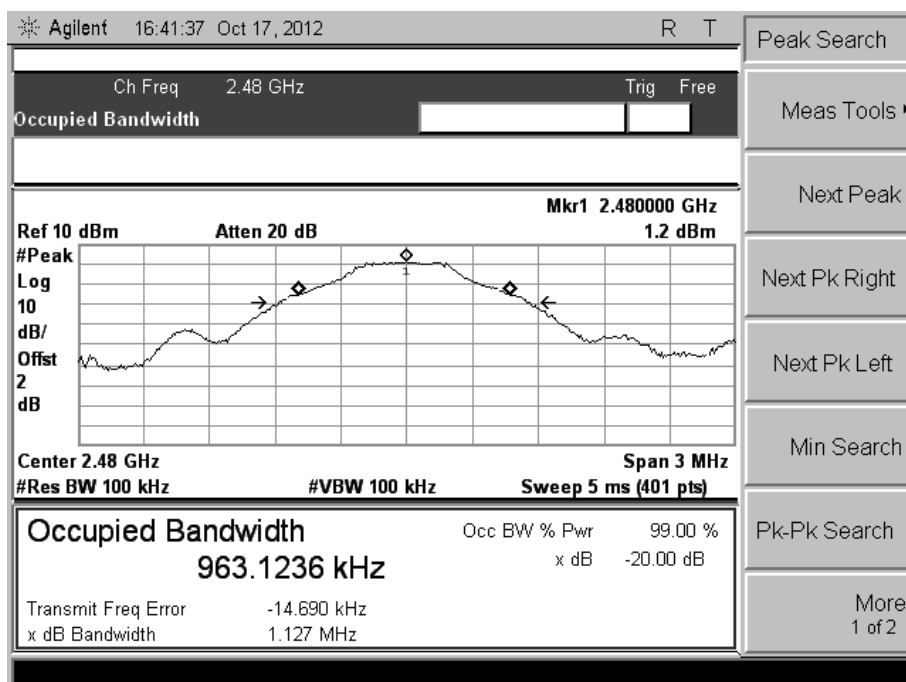 Agilent 16:41:37 Oct 17, 2012 R T
Ch Freq 2.48 GHz Trig Free
Occupied Bandwidth
Mkr1 2.480000 GHz
Ref 10 dBm Atten 20 dB 1.2 dBm
#Peak
Log
10
dB/
Offst
2
dB
1
Center 2.48 GHz Span 3 MHz
#Res BW 100 kHz #VBW 100 kHz Sweep 5 ms (401 pts)
Occupied Bandwidth
963.1236 kHz
Occ BW % Pwr 99.00 %
x dB -20.00 dB
Transmit Freq Error -14.690 kHz
x dB Bandwidth 1.127 MHz
Peak Search
Meas Tools
Next Peak
Next Pk Right
Next Pk Left
Min Search
Pk-Pk Search
More
1 of 2